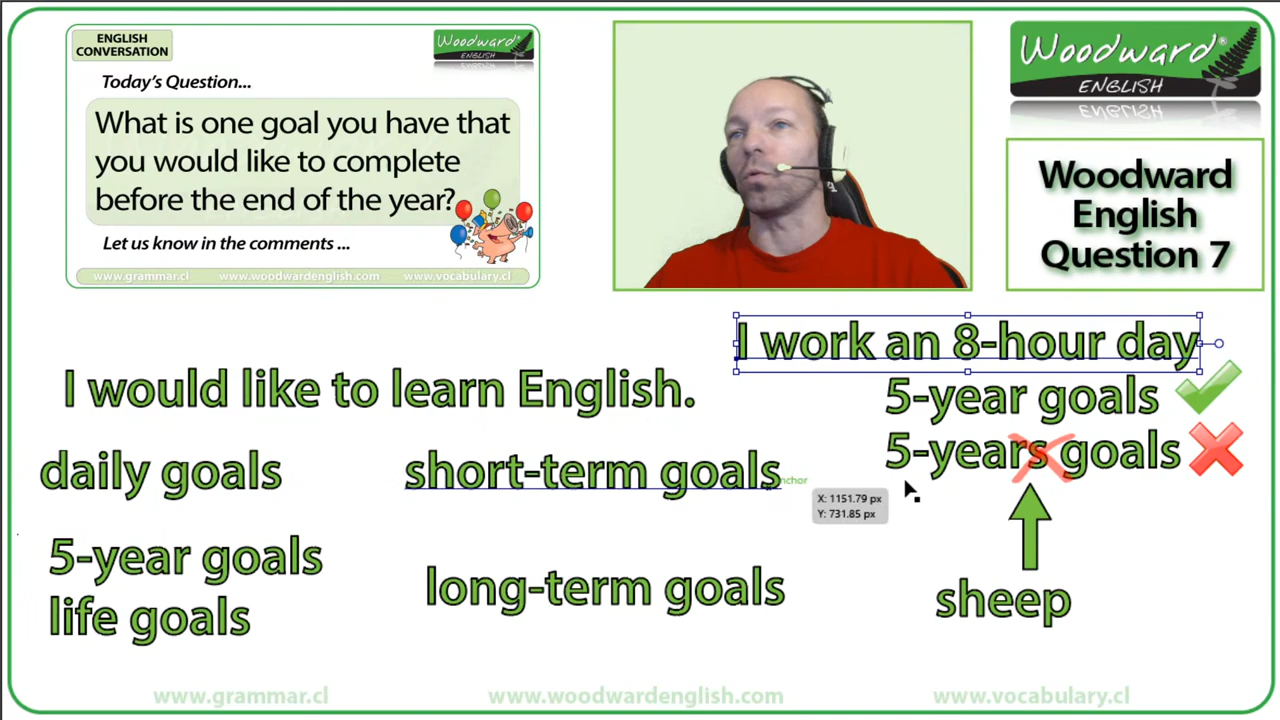 ENGLISH
CONVERSATION
Woodward
ENGLISH
Today's Question...
What is one goal you have that
you would like to complete
before the end of the year?
Let us know in the comments ...
www.grammar.cl www.woodwardenglish.com www.vocabulary.cl
Woodward®
ENGLISH
Woodward
English
Question 7
I work an 8-hour day
I would like to learn English.
5-year goals
5-years goals
daily goals
short-term goals
X: 1151.79 px
Y: 731.85 px
5-year goals
life goals
long-term goals
sheep
www.grammar.cl www.woodwardenglish.com www.vocabulary.cl